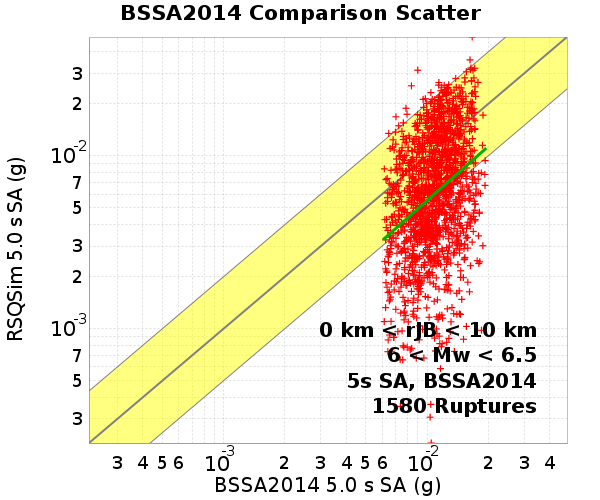 BSSA2014 Comparison Scatter
RSQSim 5.0 s SA (g)
3
2
10-2
7
5
3
2
10-3
7
5
3
0 km < rJB < 10 km
6 < Mw < 6.5
5s SA, BSSA2014
1580 Ruptures
3 4 5 6 10-3 2 3 4 5 6 10-2 2 3 4
BSSA2014 5.0 s SA (g)